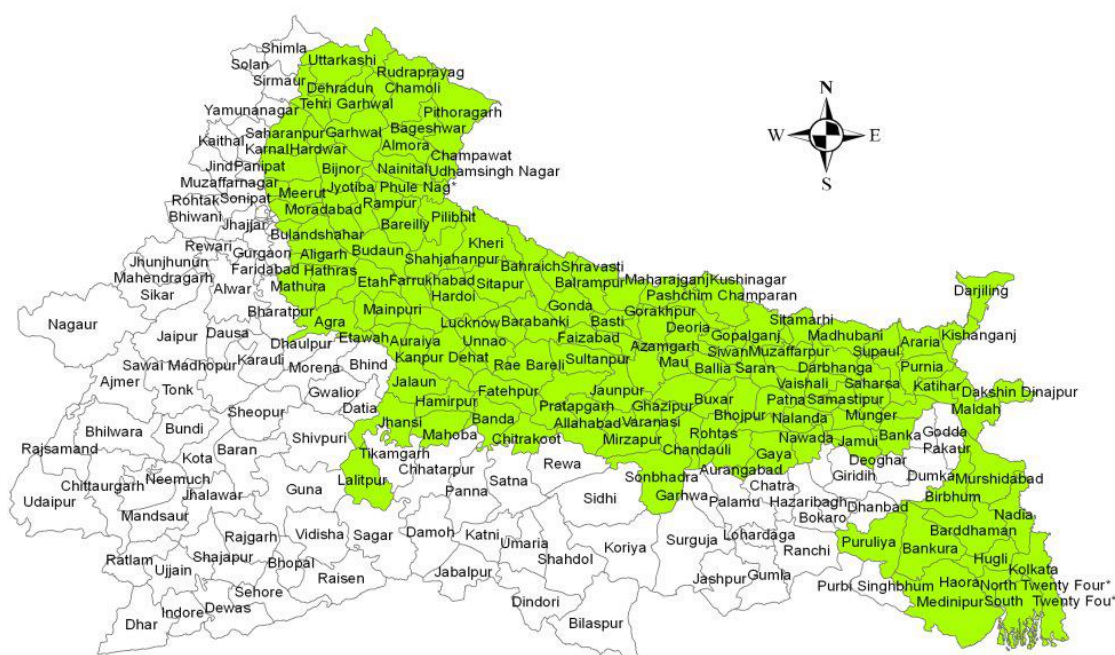 Shimla
Solan
Uttarkashi
Rudraprayag
Sirmaur
Dehradun Chamoli
N
Tehri Garhwal
Yamunanagar
Pithoragarh
Saharanpur Garhwal Bageshwar
W E
Kaithal
Karnal Hardwar
Almora
Champawat
Jind Panipat
Bijnor Nainital
Udhamsingh Nagar
S
Muzaffarnagar
Jyotiba Phule Nag*
Rohtak Sonipat
Meerut
Rampur
Bhiwani
Moradabad
Pilibhit
Jhajjar
Bareilly
Bulandshahar
Rewari
Kheri
Gurgaon
Aligarh
Budaun
Shahjahanpur
Jhunjhunun
Faridabad Hathras
Bahraich Shravasti
Mahendragarh
Mathura
Etah Farrukhabad Sitapur
Balrampur
Maharajganj Kushinagar
Sikar
Alwar
Hardoi
Pashchim Champaran
Darjiling
Nagaur
Bharatpur
Mainpuri
Gonda
Gorakhpur
Sitamarhi
Jaipur
Dausa
Agra
Lucknow Barabanki
Basti
Deoria
Gopalganj
Madhubani
Araria
Kishanganj
Dhaulpur
Etawah Auraiya
Unnao
Faizabad
Azamgarh
Siwan Muzaffarpur
Supaul
Karauli
Bhind
Kanpur Dehat
Sultanpur
Mau
Darbhanga
Purnia
Sawai Madhopur
Morena
Rae Bareli
Ballia Saran
Ajmer
Tonk
Gwalior
Jalaun
Fatehpur
Jaunpur
Vaishali Saharsa
Katihar
Dakshin Dinajpur
Sheopur
Datia
Hamirpur
Pratapgarh Ghazipur
Buxar
Patna Samastipur
Maldah
Bhilwara
Bundi
Jhansi
Banda
Allahabad Varanasi
Bhojpur Nalanda
Munger
Rajsamand
Shivpuri
Mahoba
Chitrakoot
Mirzapur
Rohtas
Nawada
Jamui
Banka Godda
Kota
Baran
Tikamgarh
Chandauli
Gaya
Pakaur
Chittaurgarh
Neemuch
Chhatarpur
Rewa
Aurangabad
Deoghar
Udaipur
Jhalawar
Guna
Lalitpur
Panna
Satna
Sonbhadra
Chatra
Giridih
Dumka
Murshidabad
Mandsaur
Sidhi
Garhwa
Palamu
Hazaribagh
Dhanbad
Birbhum
Bokaro
Nadia
Rajgarh
Vidisha
Sagar
Damoh
Katni
Umaria
Koriya
Surguja
Lohardaga
Puruliya
Barddhaman
Ratlam
Shajapur
Bhopal
Shahdol
Ranchi
Bankura
Hugli
Ujjain
Raisen
Jabalpur
Jashpur
Gumla
Kolkata
Sehore
Purbi Singhbhum
Haora North Twenty Four*
Indore
Dewas
Dindori
Medinipur South Twenty Fou*
Dhar
Bilaspur